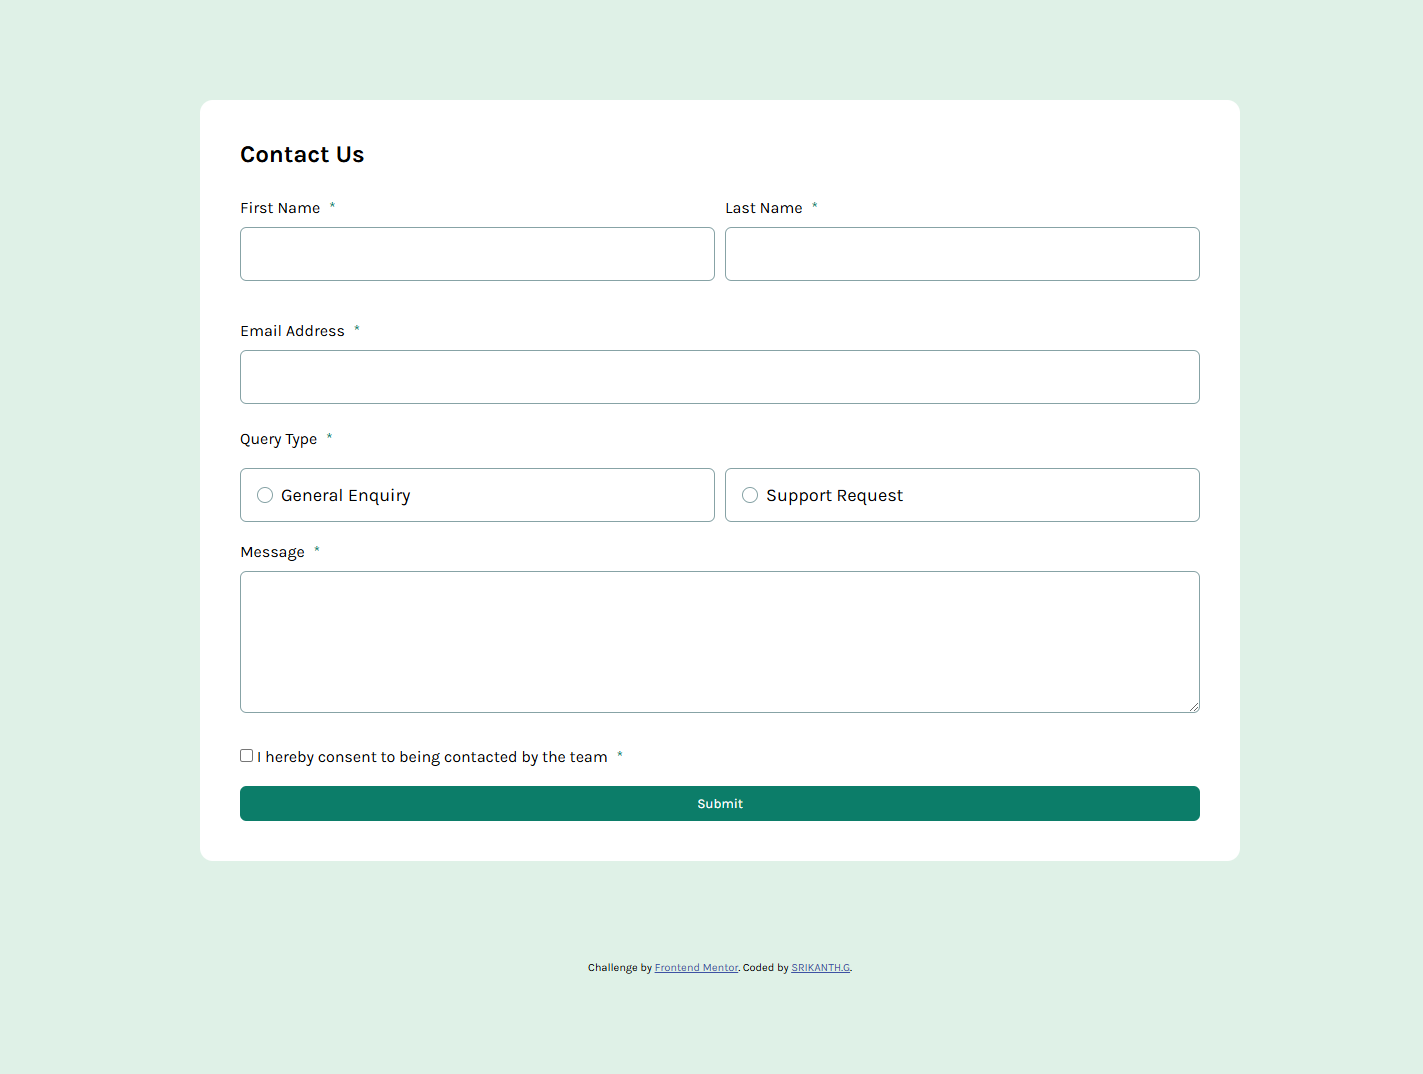 Contact Us
First Name *
Last Name *
Email Address *
Query Type *
General Enquiry
Support Request
Message *
I hereby consent to being contacted by the team *
Submit
Challenge by Frontend Mentor. Coded by SRIKANTH.G.